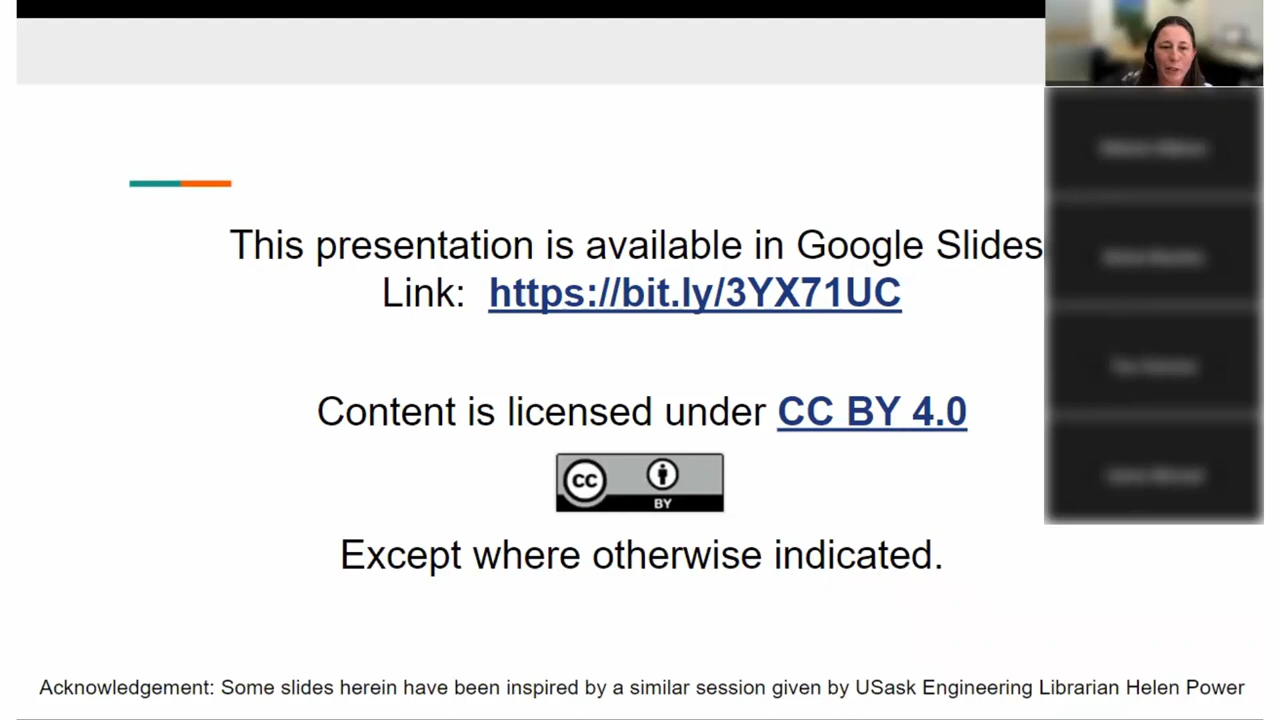 This presentation is available in Google Slides
Link: https://bit.ly/3YX71UC
Content is licensed under CC BY 4.0
CC
BY
Except where otherwise indicated.
Acknowledgement: Some slides herein have been inspired by a similar session given by USask Engineering Librarian Helen Power